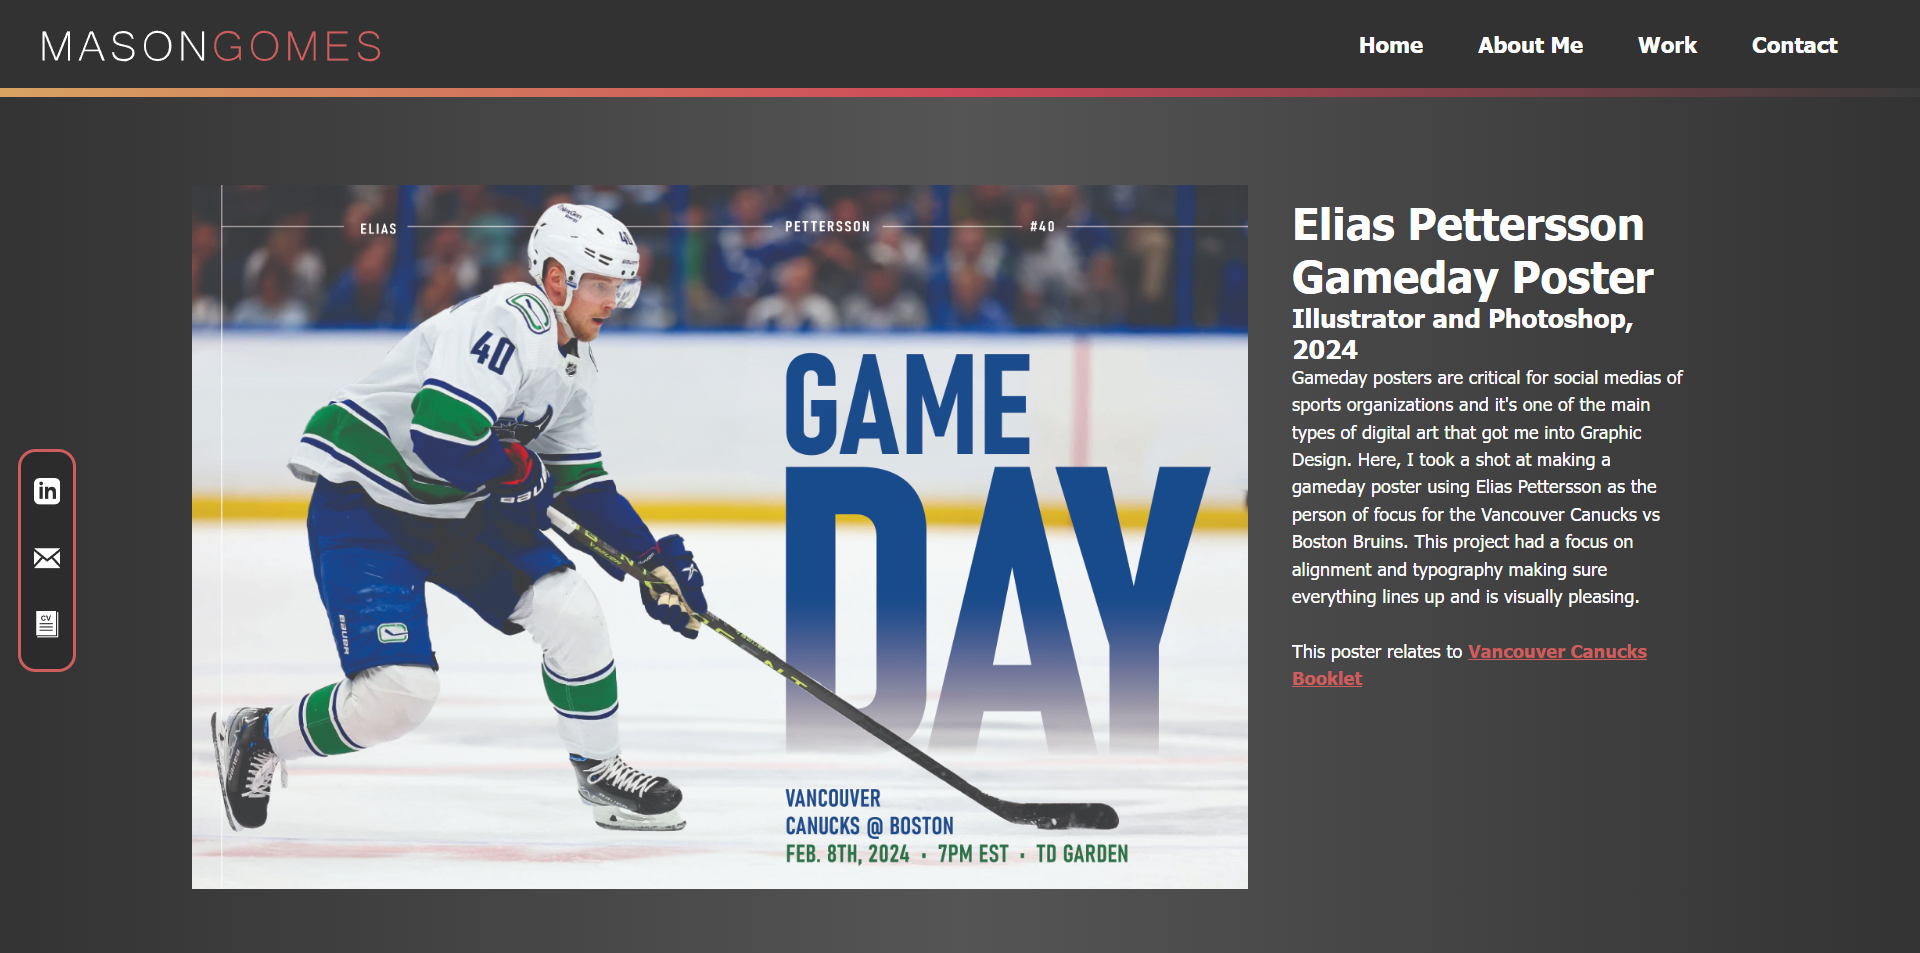 MASONGOMES
Home About Me Work Contact
ELIAS PETTERSSON #40
40
40
GAME
DAY
VANCOUVER
CANUCKS @ BOSTON
FEB. 8TH, 2024 · 7PM EST · TD GARDEN
BAUER
Elias Pettersson
Gameday Poster
Illustrator and Photoshop,
2024
Gameday posters are critical for social medias of
sports organizations and it's one of the main
types of digital art that got me into Graphic
Design. Here, I took a shot at making a
gameday poster using Elias Pettersson as the
person of focus for the Vancouver Canucks vs
Boston Bruins. This project had a focus on
alignment and typography making sure
everything lines up and is visually pleasing.
This poster relates to Vancouver Canucks
Booklet
in
CV